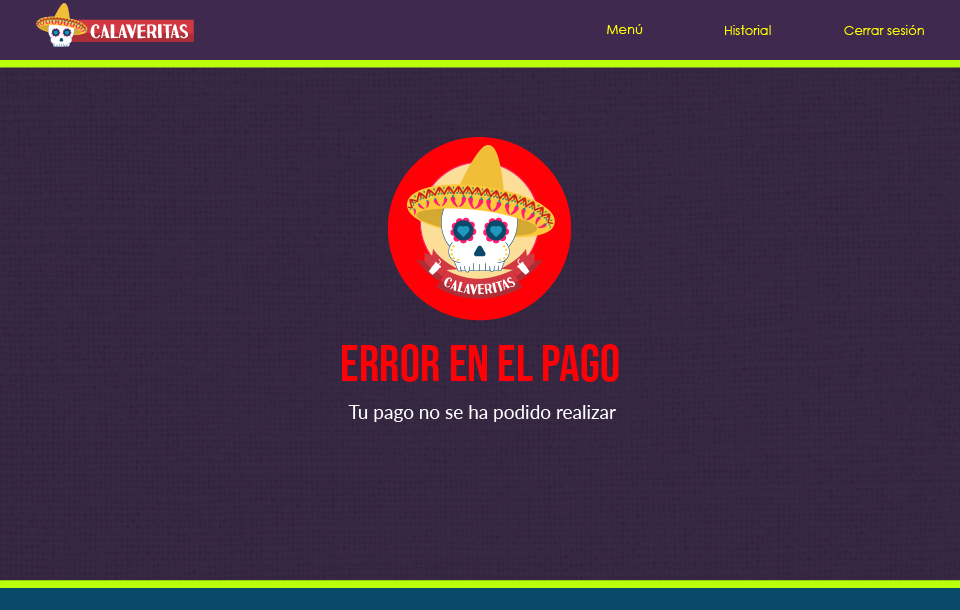 CALAVERITAS
Menú
Historial
Cerrar sesión
CALAVERITAS
ERROR EN EL PAGO
Tu pago no se ha podido realizar